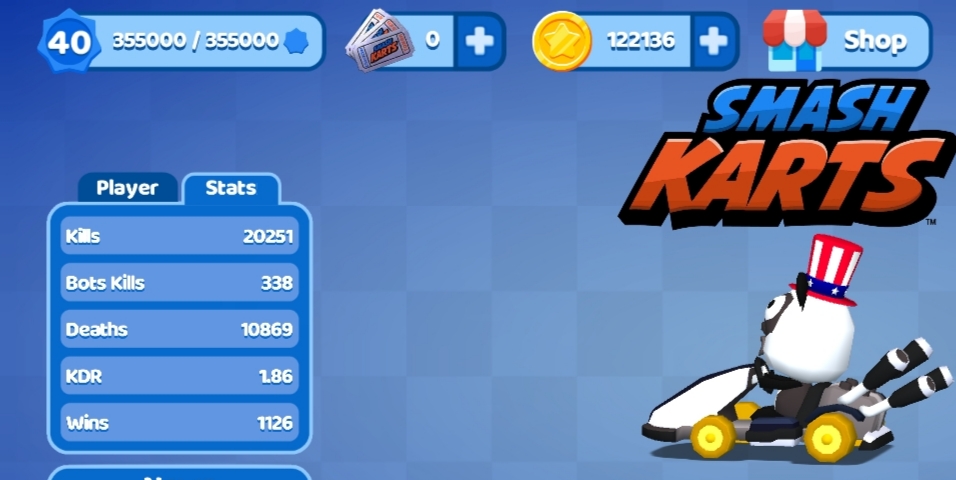 40 355000 / 355000 0 122136 Shop
SMASH
KARTS
™
Player Stats
Kills 20251
Bots Kills 338
Deaths 10869
KDR 1.86
Wins 1126